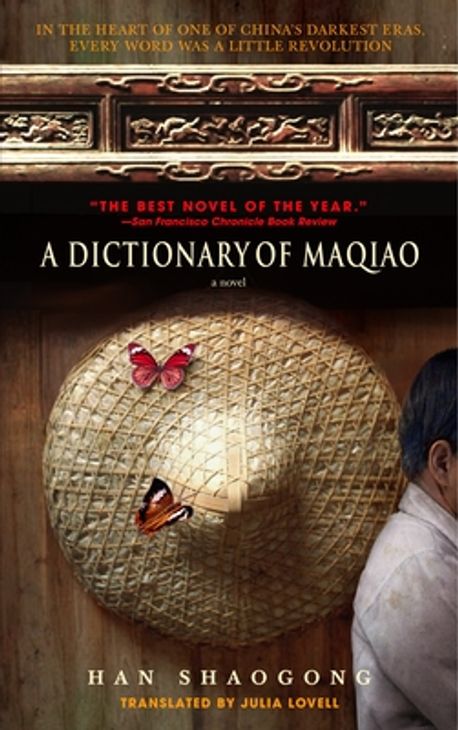 IN THE HEART OF ONE OF CHINA'S DARKEST ERAS,
EVERY WORD WAS A LITTLE REVOLUTION
"THE BEST NOVEL OF THE YEAR."
—San Francisco Chronicle Book Review
A DICTIONARY OF MAQIAO
a novel
HAN SHAOGONG
TRANSLATED BY JULIA LOVELL